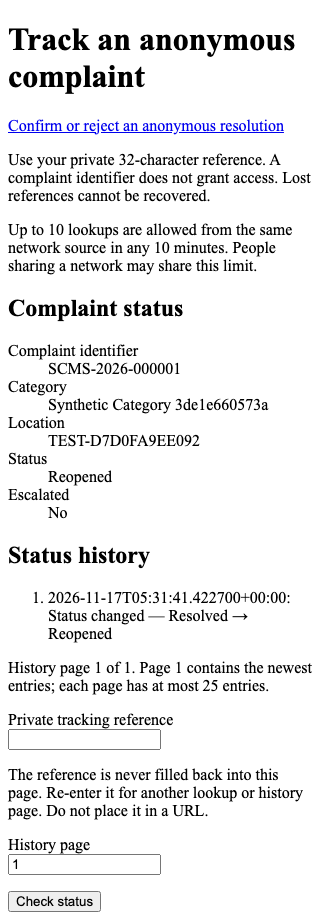 Track an anonymous
complaint
Confirm or reject an anonymous resolution
Use your private 32-character reference. A
complaint identifier does not grant access. Lost
references cannot be recovered.
Up to 10 lookups are allowed from the same
network source in any 10 minutes. People
sharing a network may share this limit.
Complaint status
Complaint identifier
SCMS-2026-000001
Category
Synthetic Category 3de1e660573a
Location
TEST-D7D0FA9EE092
Status
Reopened
Escalated
No
Status history
1. 2026-11-17T05:31:41.422700+00:00:
Status changed — Resolved →
Reopened
History page 1 of 1. Page 1 contains the newest
entries; each page has at most 25 entries.
Private tracking reference
The reference is never filled back into this
page. Re-enter it for another lookup or history
page. Do not place it in a URL.
History page
1
Check status